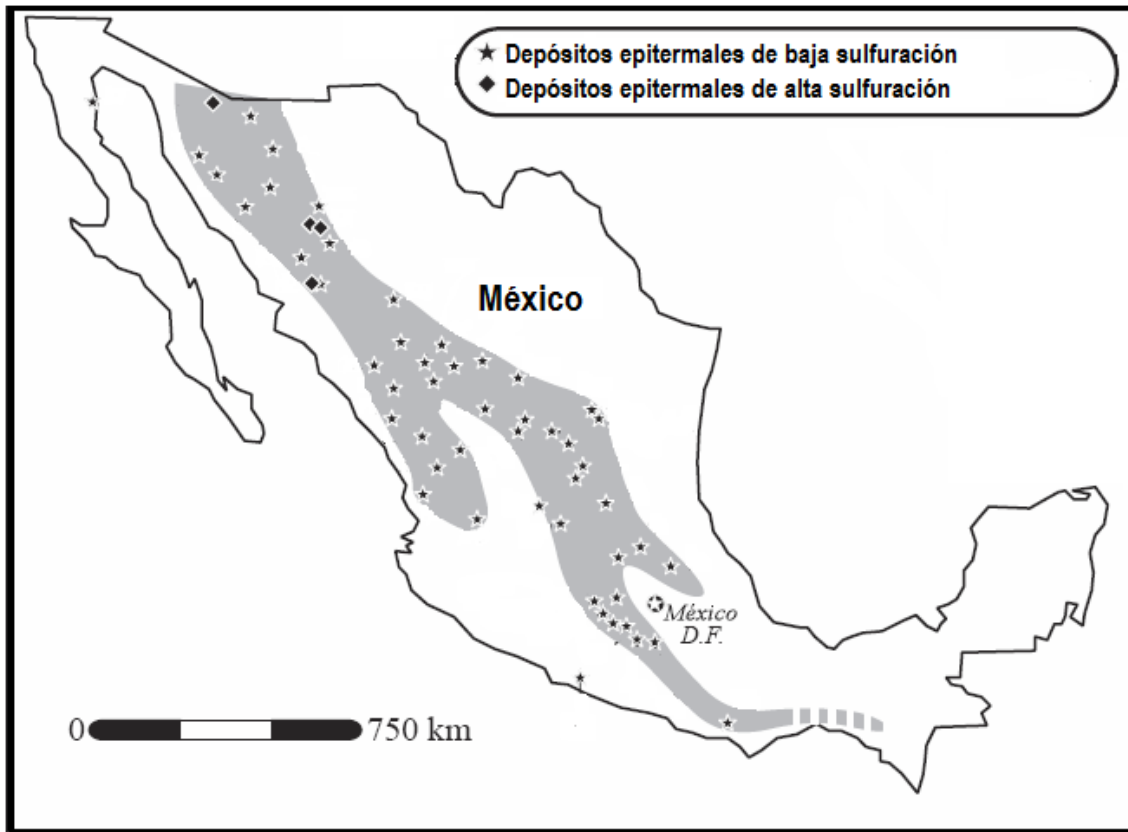 Depósitos epitermales de baja sulfuración
Depósitos epitermales de alta sulfuración
México
México
D.F.
0 750 km